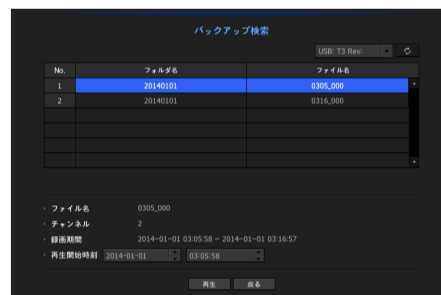 バックアップ検索
USB: T3 Rev:
No. フォルダ名 ファイル名
1 20140101 0305_000
2 20140101 0316_000
・ファイル名 0305_000
・チャンネル 2
・録画期間 2014-01-01 03:05:58 ~ 2014-01-01 03:16:57
・再生開始時刻 2014-01-01 03:05:58
再生 戻る